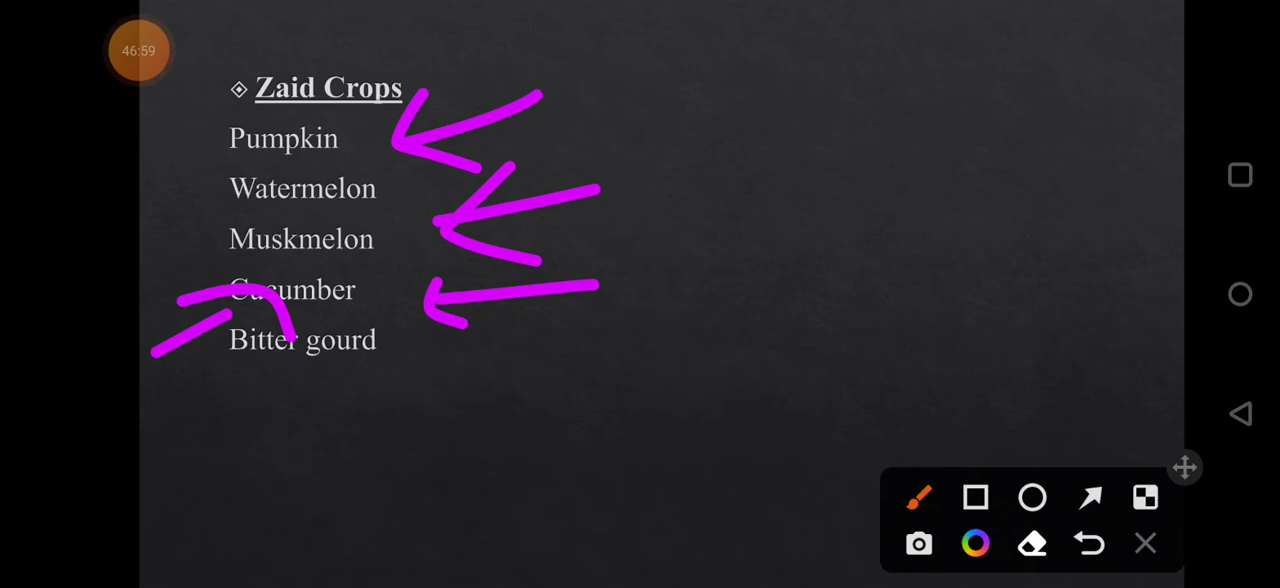 46:59
Zaid Crops
Pumpkin
Watermelon
Muskmelon
Cucumber
Bitter gourd